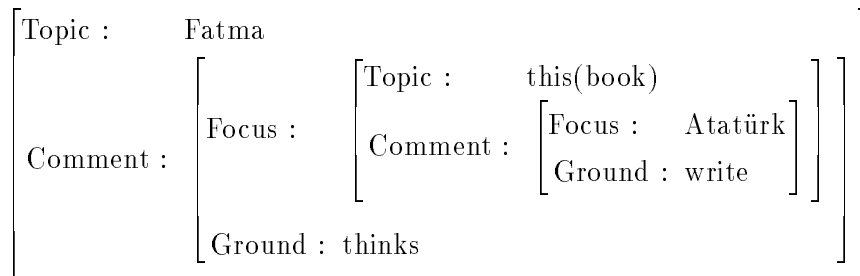 Topic : Fatma
Topic : this(book)
Focus :
Focus : Atatürk
Comment :
Comment :
Ground : write
Ground : thinks